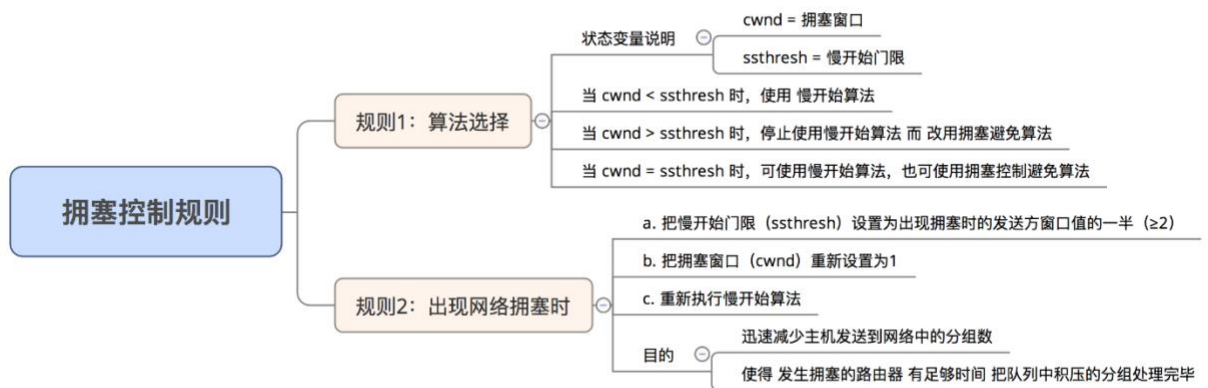 拥塞控制规则
规则1：算法选择
状态变量说明
cwnd = 拥塞窗口
ssthresh = 慢开始门限
当 cwnd < ssthresh 时，使用 慢开始算法
当 cwnd > ssthresh 时，停止使用慢开始算法 而 改用拥塞避免算法
当 cwnd = ssthresh 时，可使用慢开始算法，也可使用拥塞控制避免算法
规则2：出现网络拥塞时
a. 把慢开始门限（ssthresh）设置为出现拥塞时的发送方窗口值的一半（≥2）
b. 把拥塞窗口（cwnd）重新设置为1
c. 重新执行慢开始算法
目的
迅速减少主机发送到网络中的分组数
使得 发生拥塞的路由器 有足够时间 把队列中积压的分组处理完毕